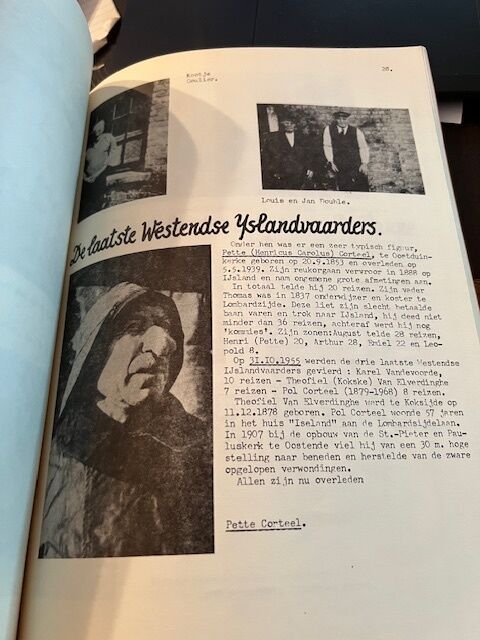 Kostje
Ceulier.
28.
Louis en Jan Double.
De laatste Westendse Yslandvaarders.
Onder hen was er een zeer typisch figuur,
Pette (Henricus Carolus) Corteel, te Oostduin-
kerke geboren op 20.9.1853 en overleden op
5.5.1939. Zijn reukorgaan vervroor in 1888 op
IJsland en nam ongemene grote afmetingen aan.
In totaal telde hij 20 reizen. Zijn vader
Thomas was in 1837 onderwijzer en koster te
Lombardzijde. Deze liet zijn slecht betaalde
baan varen en trok naar IJsland, hij deed niet
minder dan 36 reizen, achteraf werd hij nog
"kommies". Zijn zonen:August telde 28 reizen,
Henri (Pette) 20, Arthur 28, Emiel 22 en Leo-
pold 8.
Op 31.10.1955 werden de drie laatste Westendse
IJslandvaarders gevierd : Karel Vandevoorde,
10 reizen - Theofiel (Kokske) Van Elverdinghe
7 reizen - Pol Corteel (1879-1968) 8 reizen.
Theofiel Van Elverdinghe werd te Koksijde op
11.12.1878 geboren. Pol Corteel woonde 57 jaren
in het huis "Iseland" aan de Lombardsijdelaan.
In 1907 bij de opbouw van de St.-Pieter en Pau-
luskerk te Oostende viel hij van een 30 m. hoge
stelling naar beneden en herstelde van de zware
opgelopen verwondingen.
Allen zijn nu overleden
Pette Corteel.